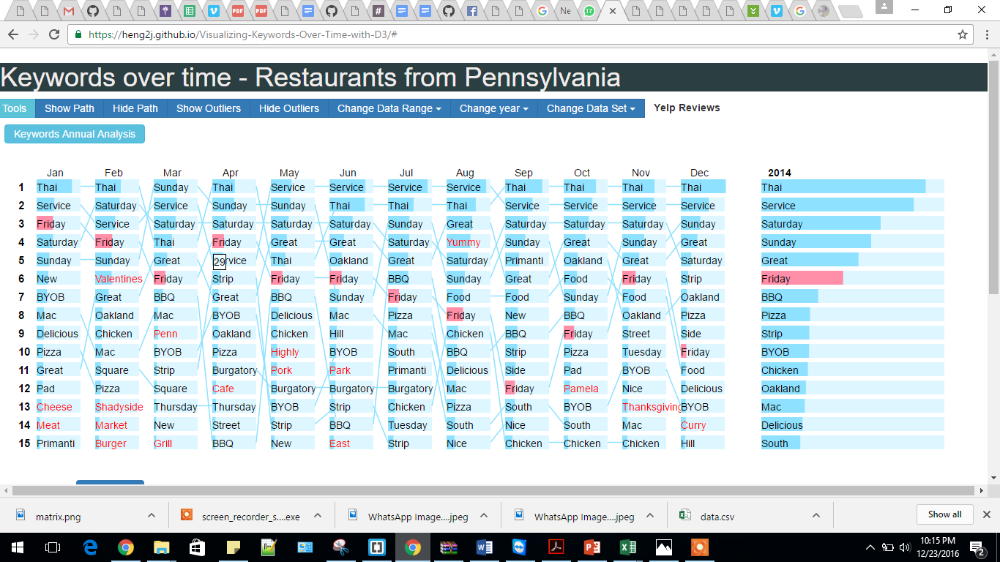 Ne
17
https://heng2j.github.io/Visualizing-Keywords-Over-Time-with-D3/#
Keywords over time - Restaurants from Pennsylvania
Tools Show Path Hide Path Show Outliers Hide Outliers Change Data Range Change year Change Data Set Yelp Reviews
Keywords Annual Analysis
Jan Feb Mar Apr May Jun Jul Aug Sep Oct Nov Dec 2014
1 Thai Thai Sunday Thai Service Service Service Service Thai Thai Thai Thai Thai
2 Service Saturday Service Sunday Sunday Thai Thai Thai Service Service Service Service Service
3 Friday Service Saturday Saturday Saturday Saturday Sunday Great Saturday Saturday Saturday Sunday Saturday
4 Saturday Friday Thai Friday Great Great Saturday Yummy Sunday Great Sunday Great Sunday
5 Sunday Sunday Great 29rvice Thai Oakland Great Saturday Primanti Oakland Great Saturday Great
6 New Valentines Friday Strip Friday Friday BBQ Sunday Great Food Friday Strip Friday
7 BYOB Great BBQ Great BBQ Sunday Friday Food Food Sunday Food Oakland BBQ
8 Mac Oakland Mac BYOB Delicious Mac Pizza Friday New BBQ Oakland Pizza Pizza
9 Delicious Chicken Penn Oakland Chicken Hill Mac Chicken BBQ Friday Street Side Strip
10 Pizza Mac BYOB Pizza Highly BYOB South BBQ Strip Pizza Tuesday Friday BYOB
11 Great Square Strip Burgatory Pork Park Primanti Delicious Side Pad BYOB Food Chicken
12 Pad Pizza Square Cafe Burgatory Burgatory Burgatory Mac Friday Pamela Nice Delicious Oakland
13 Cheese Shadyside Thursday Thursday BYOB Strip Chicken Pizza South BYOB Thanksgiving BYOB Mac
14 Meat Market New Street Strip BBQ Tuesday South Nice South Mac Curry Delicious
15 Primanti Burger Grill BBQ New East Strip Nice Chicken Chicken Chicken Hill South
matrix.png screen_recorder_s....exe WhatsApp Image....jpeg WhatsApp Image....jpeg data.csv Show all
10:15 PM
12/23/2016
2